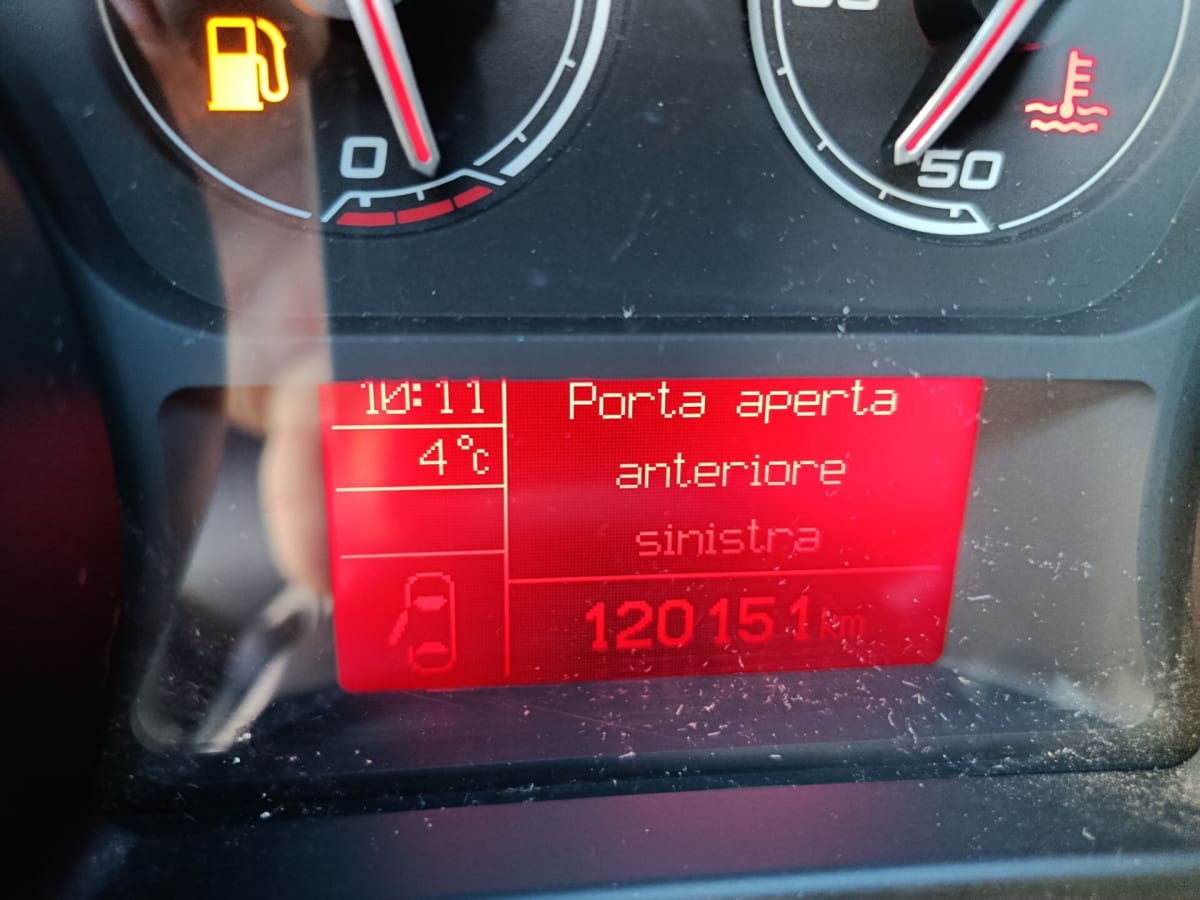 0
50
10:11
4°C
Porta aperta
anteriore
sinistra
120151 km